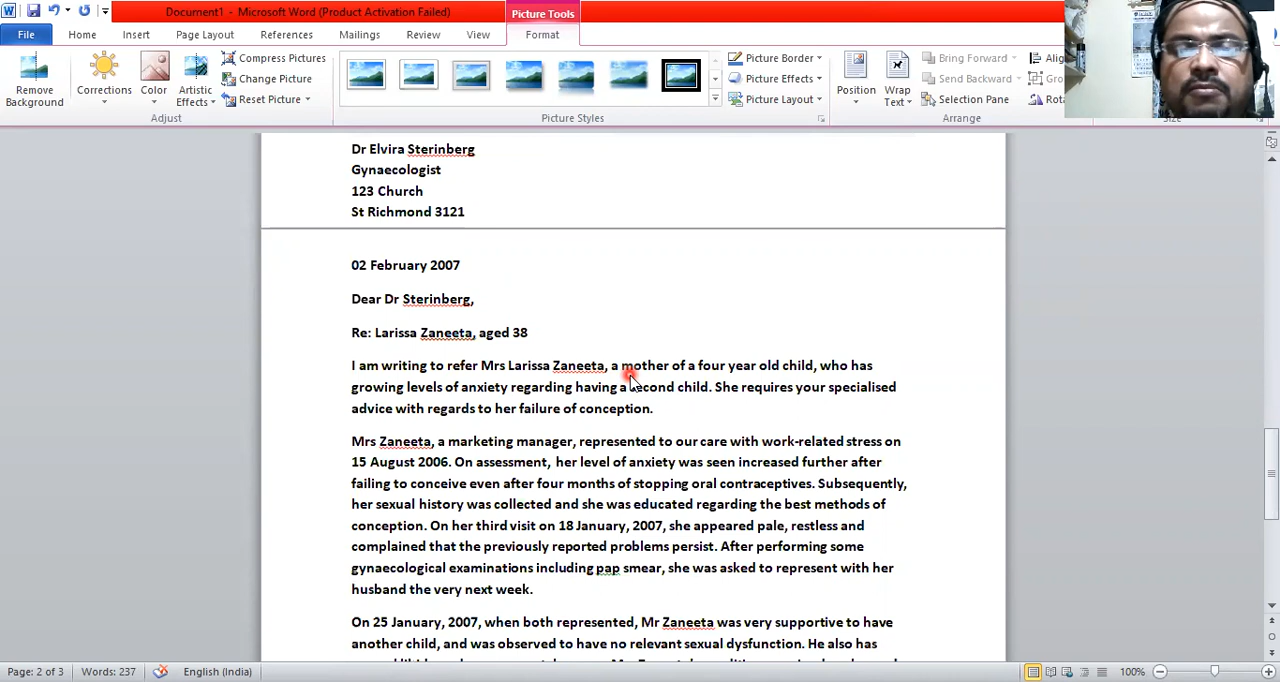 Document1 - Microsoft Word (Product Activation Failed)
Picture Tools
File
Home
Insert
Page Layout
References
Mailings
Review
View
Format
Remove Background
Corrections
Color
Artistic Effects
Compress Pictures
Change Picture
Reset Picture
Adjust
Picture Styles
Picture Border
Picture Effects
Picture Layout
Position
Wrap Text
Bring Forward
Send Backward
Selection Pane
Arrange
Dr Elvira Sterinberg
Gynaecologist
123 Church
St Richmond 3121
02 February 2007
Dear Dr Sterinberg,
Re: Larissa Zaneeta, aged 38
I am writing to refer Mrs Larissa Zaneeta, a mother of a four year old child, who has
growing levels of anxiety regarding having a second child. She requires your specialised
advice with regards to her failure of conception.
Mrs Zaneeta, a marketing manager, represented to our care with work-related stress on
15 August 2006. On assessment, her level of anxiety was seen increased further after
failing to conceive even after four months of stopping oral contraceptives. Subsequently,
her sexual history was collected and she was educated regarding the best methods of
conception. On her third visit on 18 January, 2007, she appeared pale, restless and
complained that the previously reported problems persist. After performing some
gynaecological examinations including pap smear, she was asked to represent with her
husband the very next week.
On 25 January, 2007, when both represented, Mr Zaneeta was very supportive to have
another child, and was observed to have no relevant sexual dysfunction. He also has
Page: 2 of 3
Words: 237
English (India)
100%